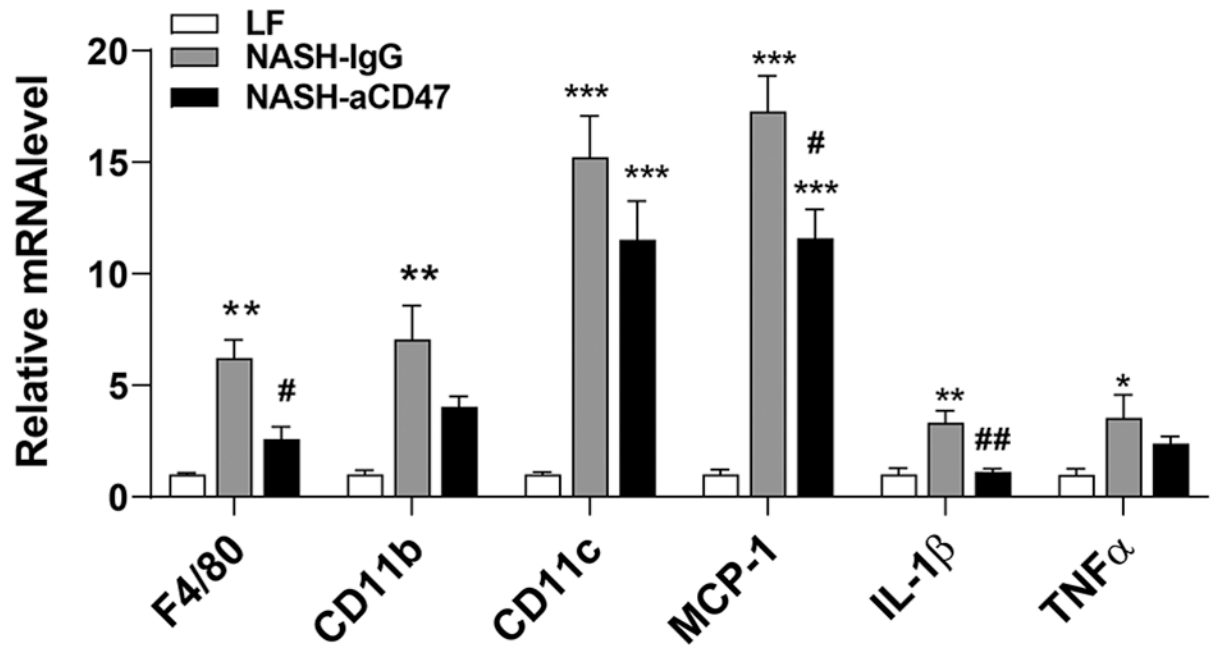 LF
NASH-IgG
NASH-aCD47
Relative mRNAlevel
20
15
10
5
0
**
#
**
***
***
***
#
***
**
##
*
F4/80
CD11b
CD11c
MCP-1
IL-1β
TNFα